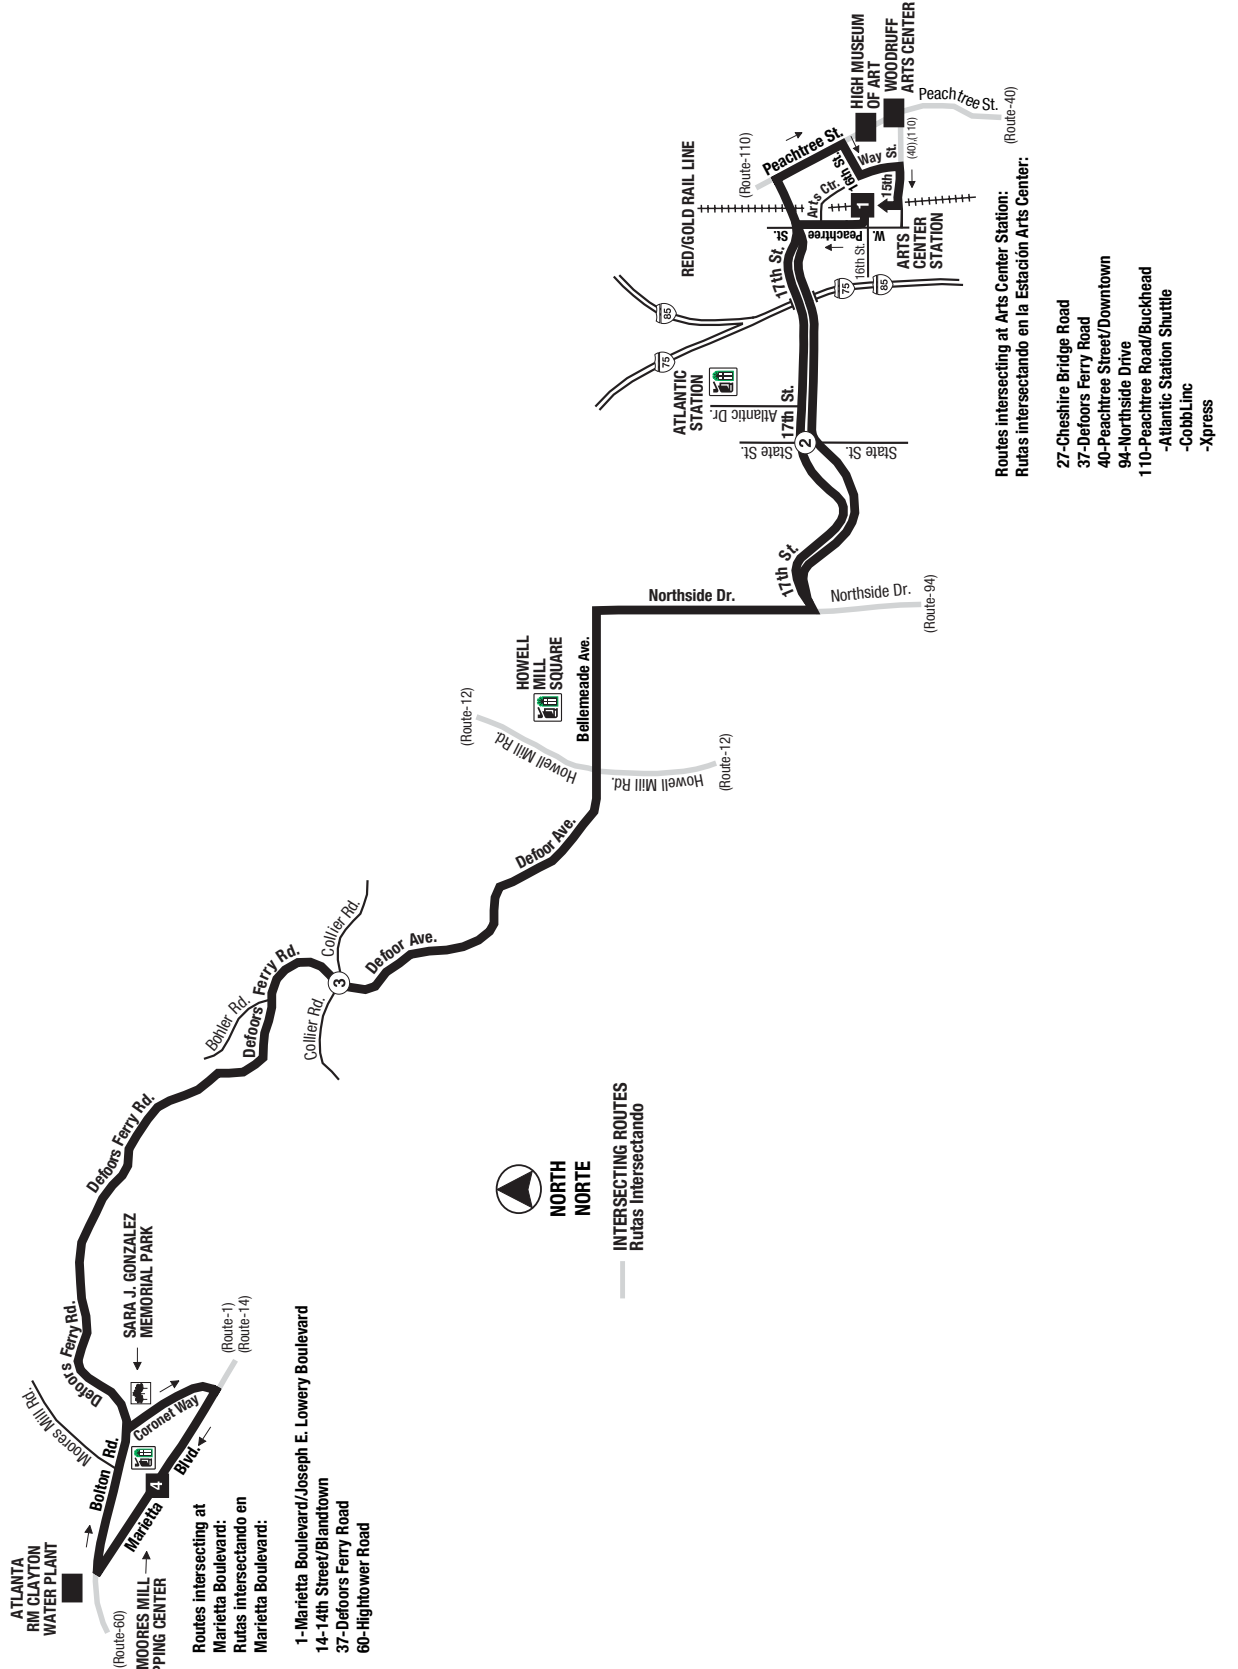 ATLANTA
RM CLAYTON
WATER PLANT
(Route-60)
MOORES MILL
PPING CENTER
Marietta
Blvd.
4
Bolton Rd.
Moores Mill Rd.
Coronet Way
Defoors Ferry Rd.
SARA J. GONZALEZ
MEMORIAL PARK
(Route-1)
(Route-14)
Routes intersecting at
Marietta Boulevard:
Rutas intersectando en
Marietta Boulevard:
1-Marietta Boulevard/Joseph E. Lowery Boulevard
14-14th Street/Blandtown
37-Defoors Ferry Road
60-Hightower Road
Defoors Ferry Rd.
Bohler Rd.
Defoors Ferry Rd.
Collier Rd.
Collier Rd.
3
Defoor Ave.
Defoor Ave.
NORTH
NORTE
INTERSECTING ROUTES
Rutas Intersectando
(Route-12)
Howell Mill Rd.
Howell Mill Rd.
(Route-12)
HOWELL
MILL
SQUARE
Bellemeade Ave.
Northside Dr.
Northside Dr.
(Route-94)
17th St.
State St.
State St.
2
17th St.
Atlantic Dr.
ATLANTIC
STATION
75
85
75
85
17th St.
RED/GOLD RAIL LINE
W. Peachtree St.
16th St.
ARTS
CENTER
STATION
1
Arts Ctr. Way
16th St.
15th St.
(40),(110)
Peachtree St.
(Route-110)
HIGH MUSEUM
OF ART
WOODRUFF
ARTS CENTER
Peachtree St.
(Route-40)
Routes intersecting at Arts Center Station:
Rutas intersectando en la Estación Arts Center:
27-Cheshire Bridge Road
37-Defoors Ferry Road
40-Peachtree Street/Downtown
94-Northside Drive
110-Peachtree Road/Buckhead
-Atlantic Station Shuttle
-CobbLinc
-Xpress